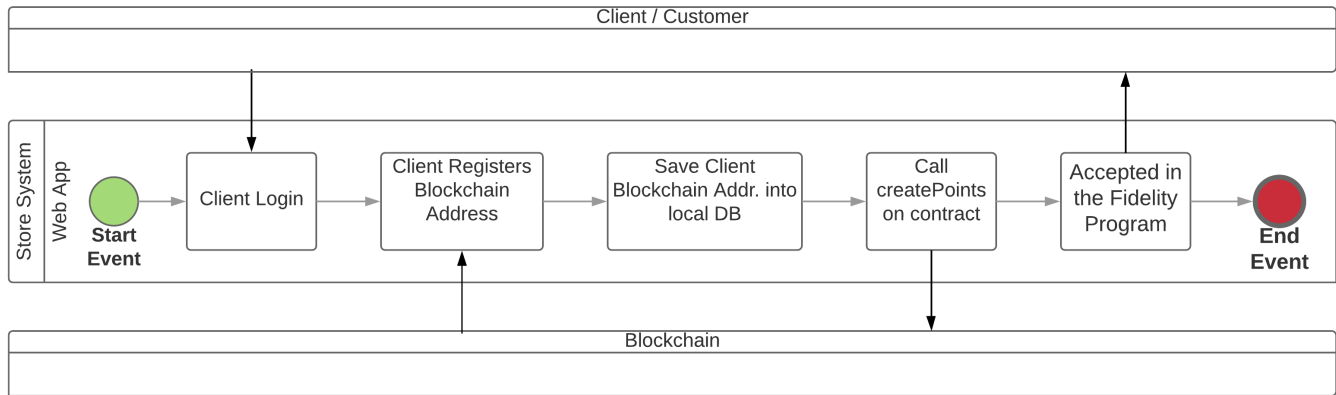 Client / Customer
Store System
Web App
Start
Event
Client Login
Client Registers
Blockchain
Address
Save Client
Blockchain Addr. into
local DB
Call
createPoints
on contract
Accepted in
the Fidelity
Program
End
Event
Blockchain